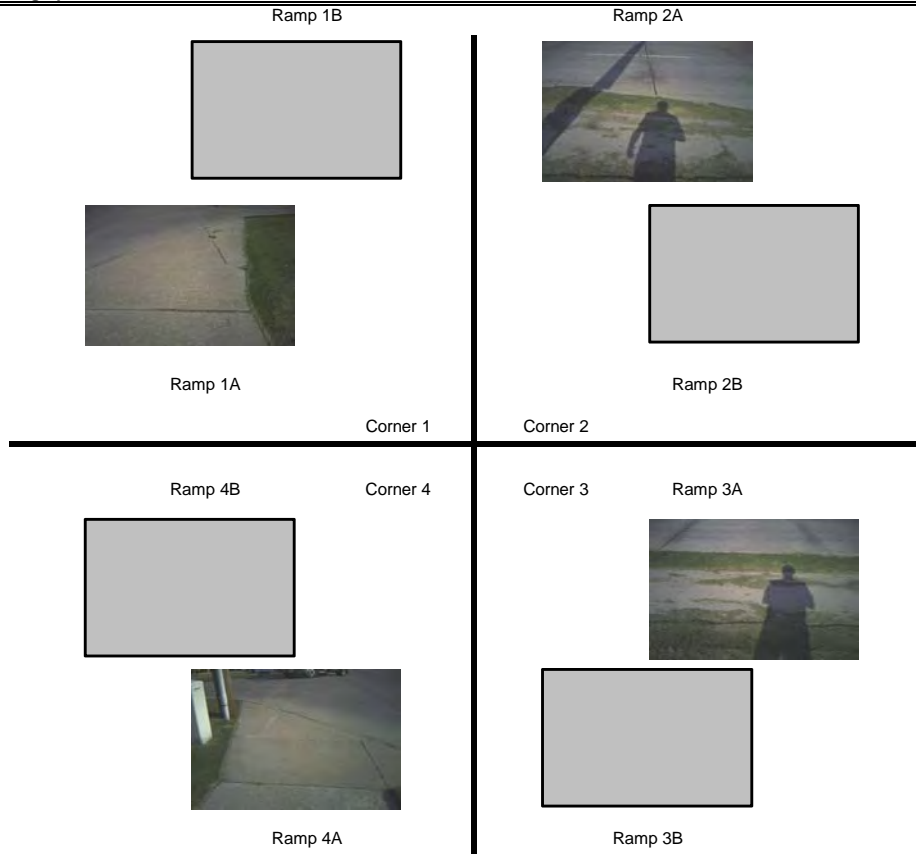 Ramp 1B
Ramp 2A
Ramp 1A
Ramp 2B
Corner 1
Corner 2
Ramp 4B
Corner 4
Corner 3
Ramp 3A
Ramp 4A
Ramp 3B